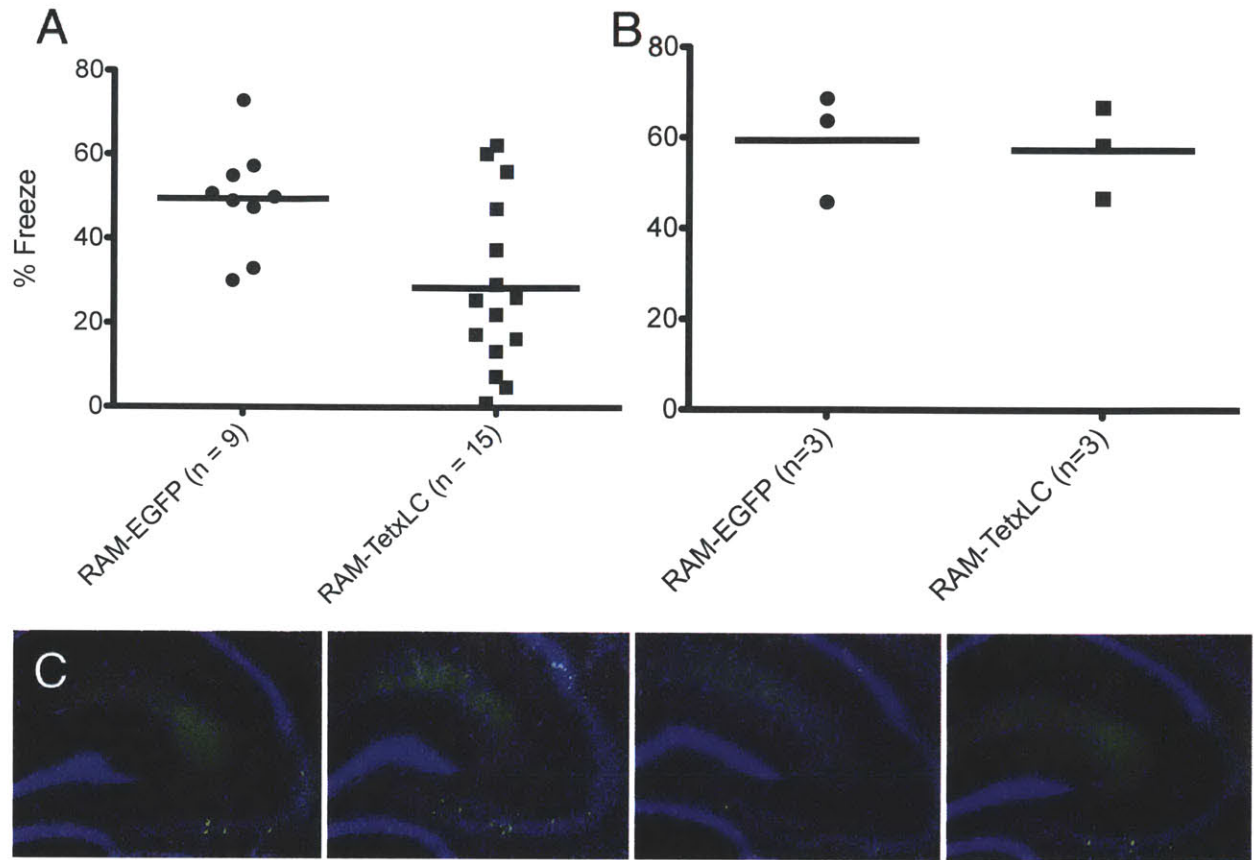 A
B
% Freeze
80
60
40
20
0
RAM-EGFP (n = 9)
RAM-TetxLC (n = 15)
80
60
40
20
0
RAM-EGFP (n=3)
RAM-TetxLC (n=3)
C